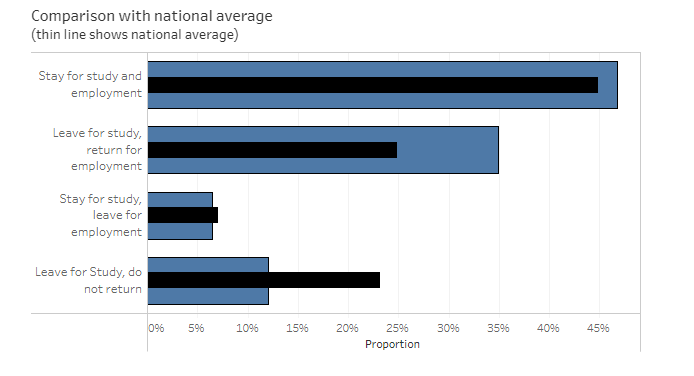 Comparison with national average
(thin line shows national average)
Stay for study and
employment
Leave for study,
return for
employment
Stay for study,
leave for
employment
Leave for Study, do
not return
0% 5% 10% 15% 20% 25% 30% 35% 40% 45%
Proportion